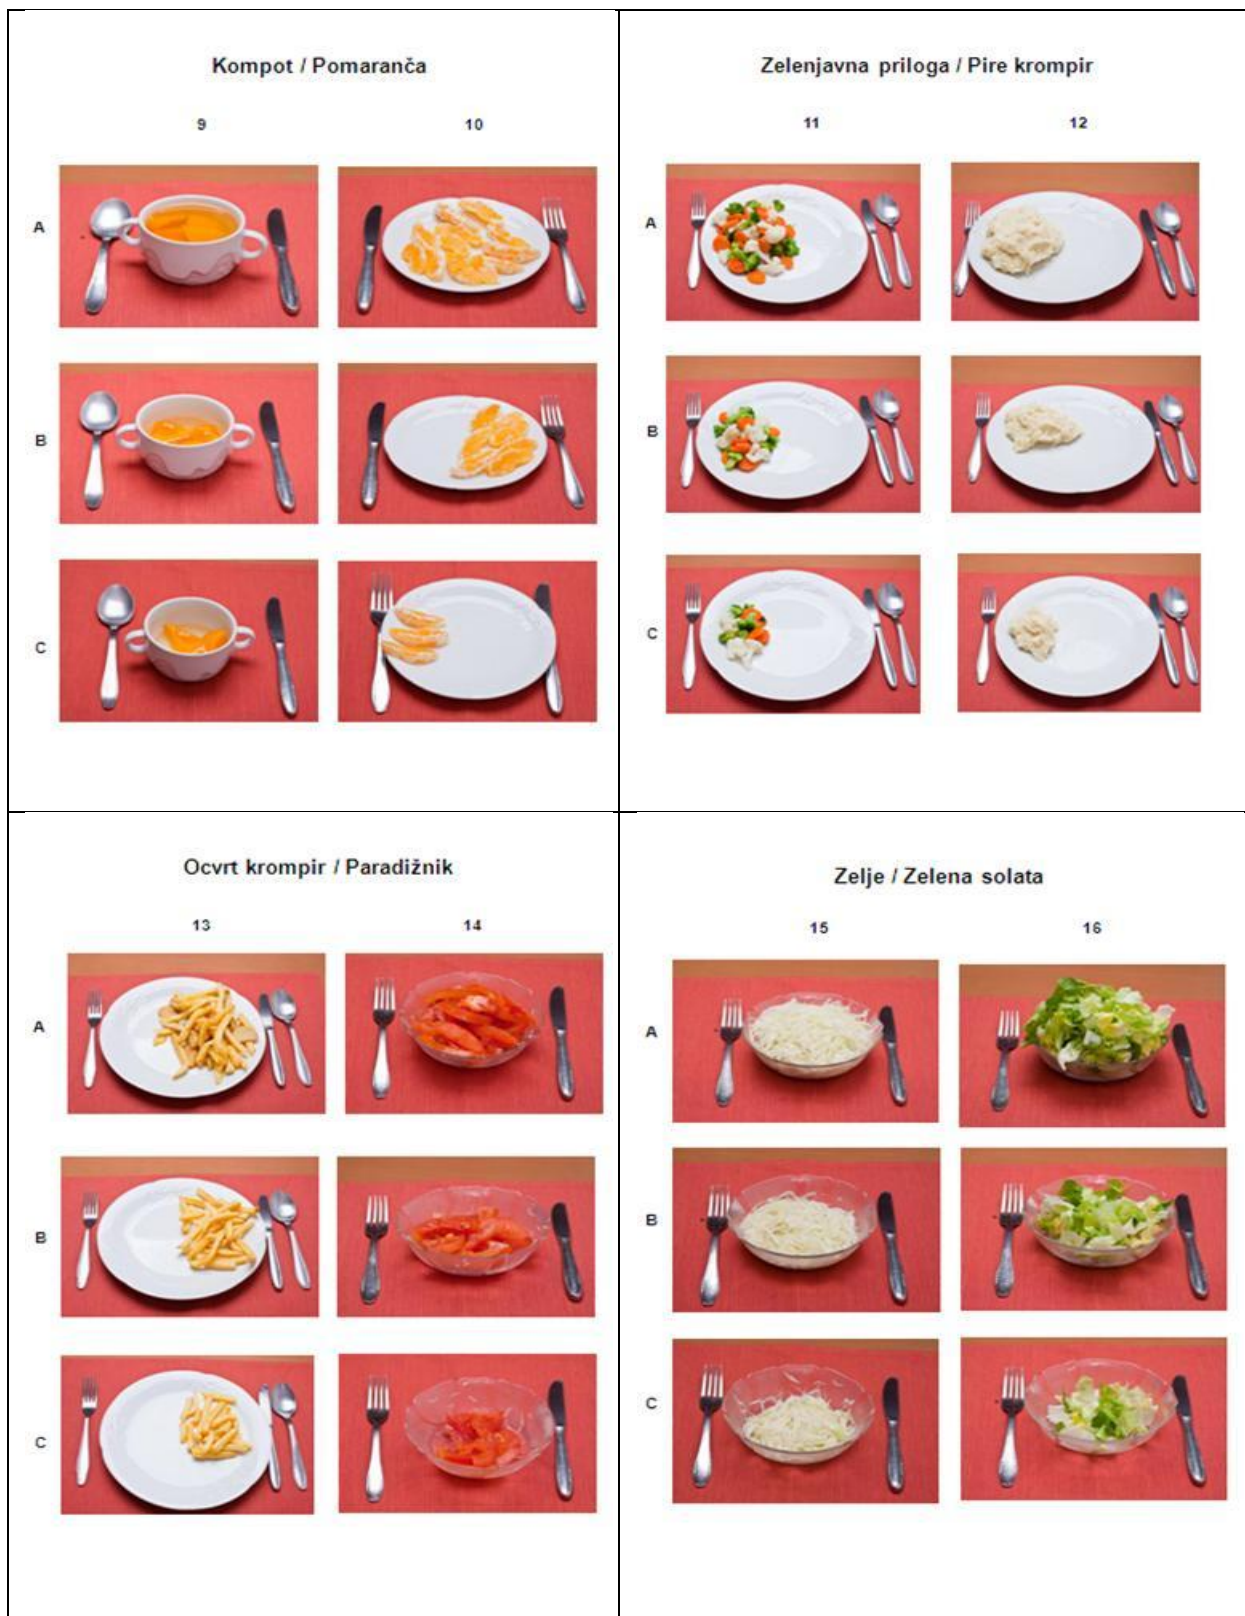 Kompot / Pomaranča
9 10
A
B
C
Zelenjavna priloga / Pire krompir
11 12
A
B
C
Ocvrt krompir / Paradižnik
13 14
A
B
C
Zelje / Zelena solata
15 16
A
B
C